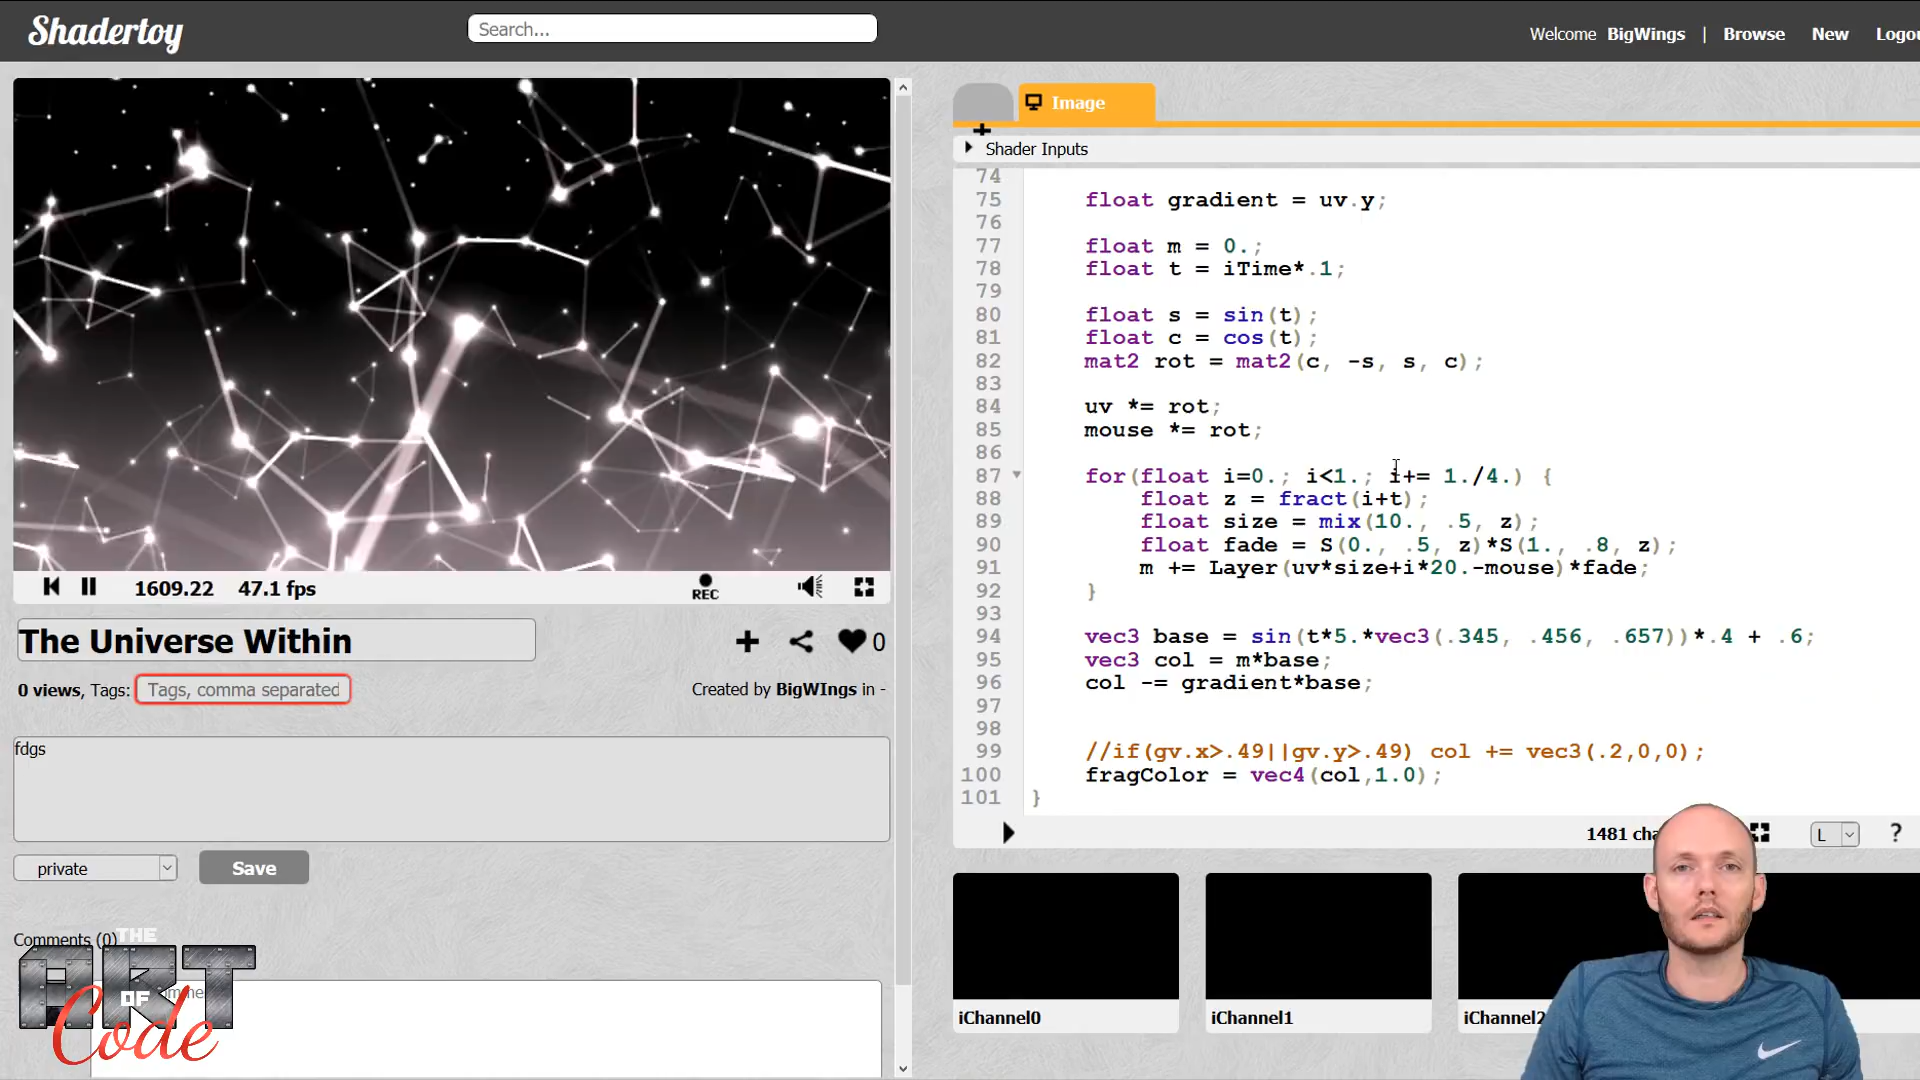 Shadertoy
Search...
Welcome BigWings | Browse New Logou
Image
Shader Inputs
74
75 float gradient = uv.y;
76
77 float m = 0.;
78 float t = iTime*.1;
79
80 float s = sin(t);
81 float c = cos(t);
82 mat2 rot = mat2(c, -s, s, c);
83
84 uv *= rot;
85 mouse *= rot;
86
87 for(float i=0.; i<1.; i+= 1./4.) {
88 float z = fract(i+t);
89 float size = mix(10., .5, z);
90 float fade = S(0., .5, z)*S(1., .8, z);
91 m += Layer(uv*size+i*20.-mouse)*fade;
92 }
93
94 vec3 base = sin(t*5.*vec3(.345, .456, .657))*.4 + .6;
95 vec3 col = m*base;
96 col -= gradient*base;
97
98
99 //if(gv.x>.49||gv.y>.49) col += vec3(.2,0,0);
100 fragColor = vec4(col,1.0);
101 }
1609.22 47.1 fps
REC
The Universe Within
0
0 views, Tags: Tags, comma separated
Created by BigWIngs in -
fdgs
private
Save
1481 cha
L
?
Comments (0)
THE
ART
OF
Code
iChannel0
iChannel1
iChannel2